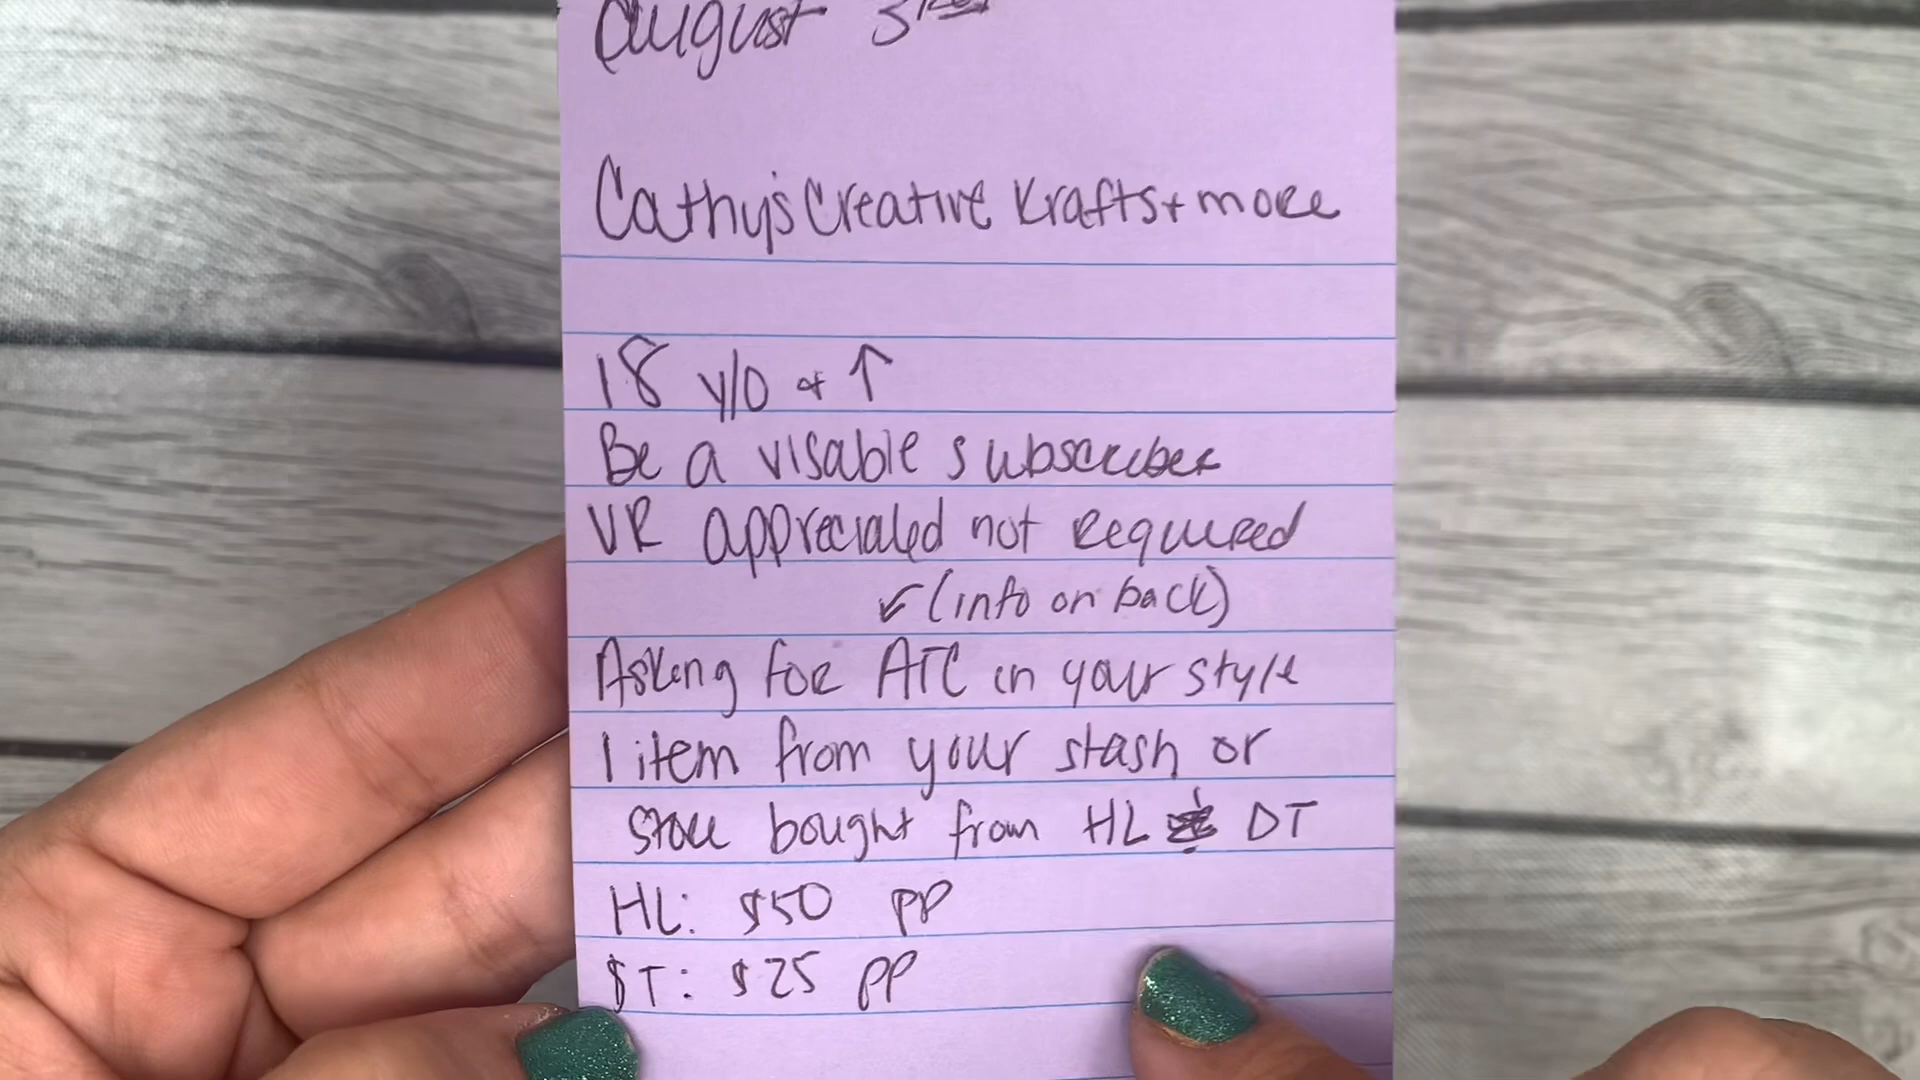 august 3rd
Cathy's Creative Krafts + more
18 y/o & ↑
Be a visable subscriber
VR appreciated not required
↙ (info on back)
Asking for ATC in your style
1 item from your stash or
store bought from HL DT
HL: $50 PP
$T: $25 PP